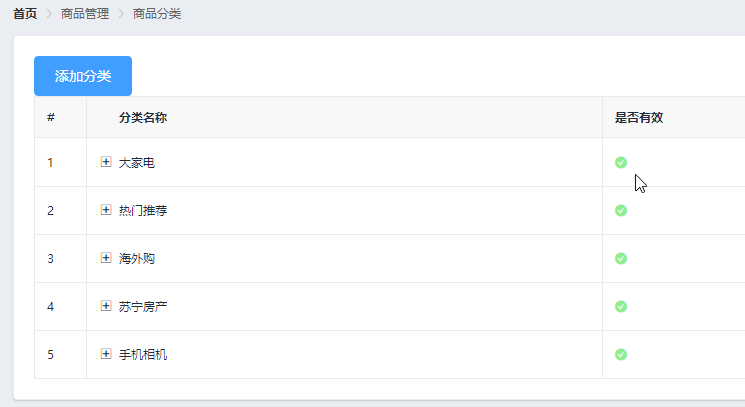 首页 > 商品管理 > 商品分类
添加分类
# 分类名称 是否有效
1 大家电
2 热门推荐
3 海外购
4 苏宁房产
5 手机相机